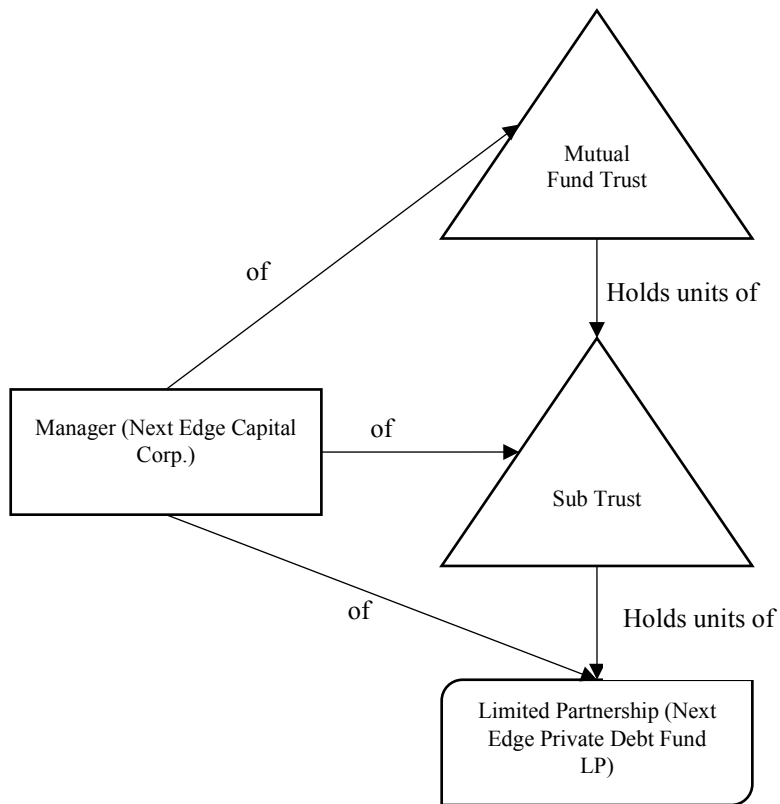 Mutual
Fund Trust
of
Holds units of
Manager (Next Edge Capital
Corp.)
of
Sub Trust
of
Holds units of
Limited Partnership (Next
Edge Private Debt Fund
LP)